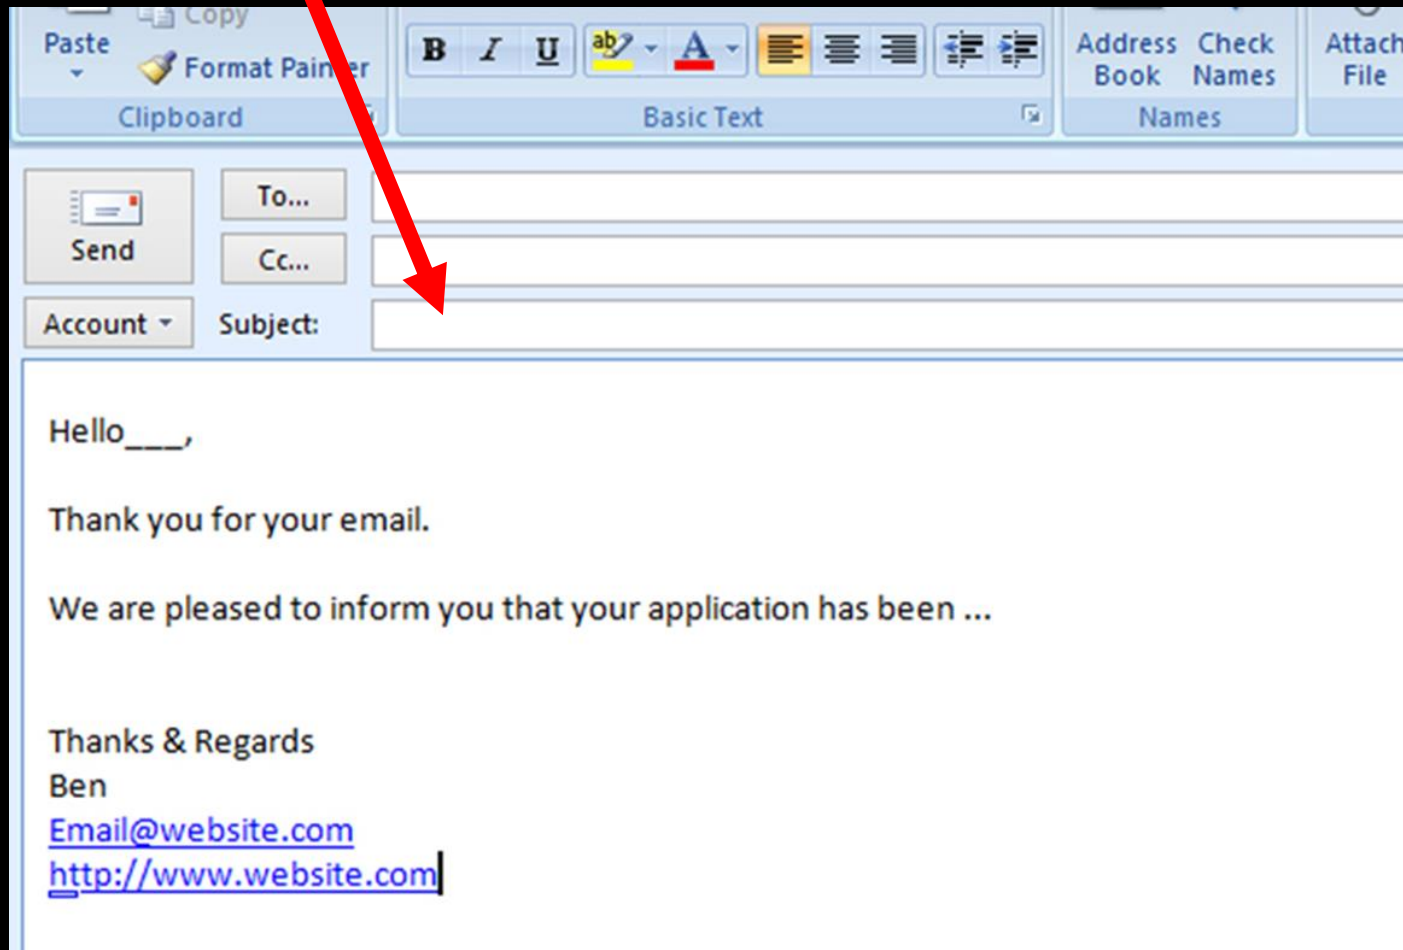 Copy
Paste
Format Painter
B I U ab A
Address Book
Check Names
Attach File
Clipboard
Basic Text
Names
Send
To...
Cc...
Account
Subject:
Hello___,
Thank you for your email.
We are pleased to inform you that your application has been ...
Thanks & Regards
Ben
Email@website.com
http://www.website.com